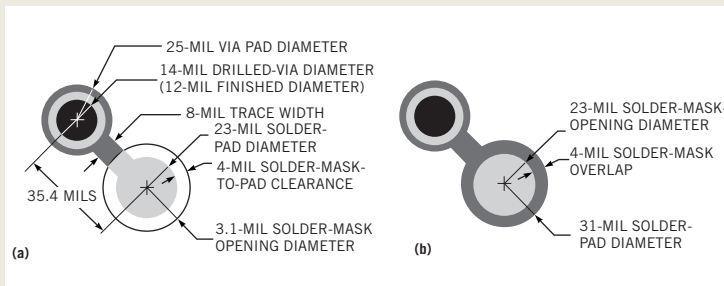 25-MIL VIA PAD DIAMETER
14-MIL DRILLED-VIA DIAMETER
(12-MIL FINISHED DIAMETER)
8-MIL TRACE WIDTH
23-MIL SOLDER-
PAD DIAMETER
4-MIL SOLDER-MASK-
TO-PAD CLEARANCE
35.4 MILS
3.1-MIL SOLDER-MASK
OPENING DIAMETER
(a)
23-MIL SOLDER-MASK-
OPENING DIAMETER
4-MIL SOLDER-MASK
OVERLAP
31-MIL SOLDER-
PAD DIAMETER
(b)